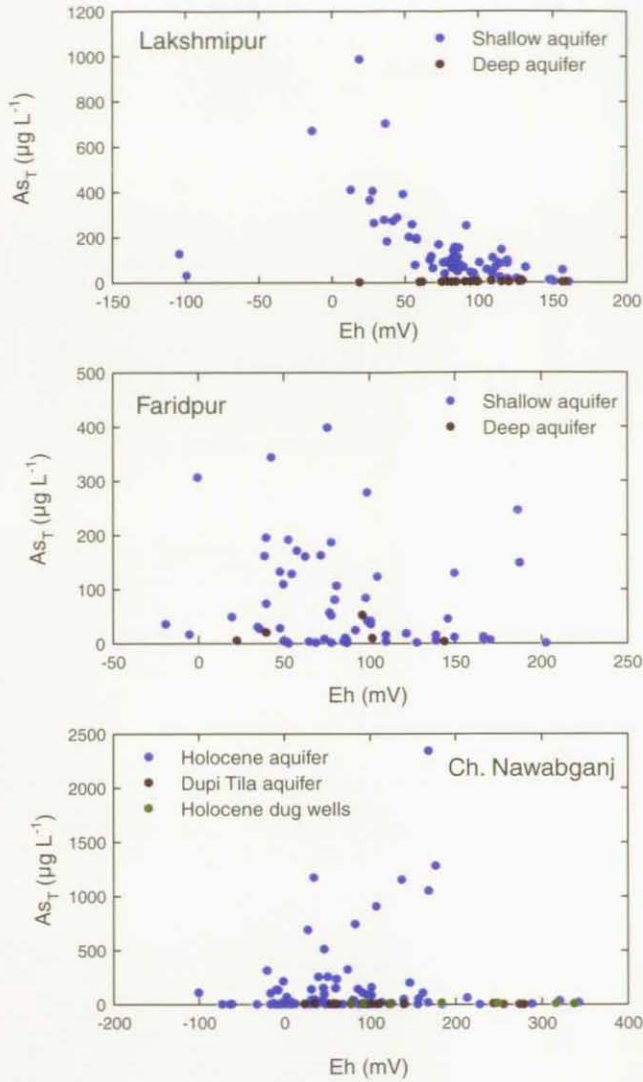 1200
1000
800
600
400
200
0
As_T (µg L⁻¹)
Lakshmipur
Shallow aquifer
Deep aquifer
-150 -100 -50 0 50 100 150 200
Eh (mV)
500
400
300
200
100
0
As_T (µg L⁻¹)
Faridpur
Shallow aquifer
Deep aquifer
-50 0 50 100 150 200 250
Eh (mV)
2500
2000
1500
1000
500
0
As_T (µg L⁻¹)
Holocene aquifer
Dupi Tila aquifer
Holocene dug wells
Ch. Nawabganj
-200 -100 0 100 200 300 400
Eh (mV)